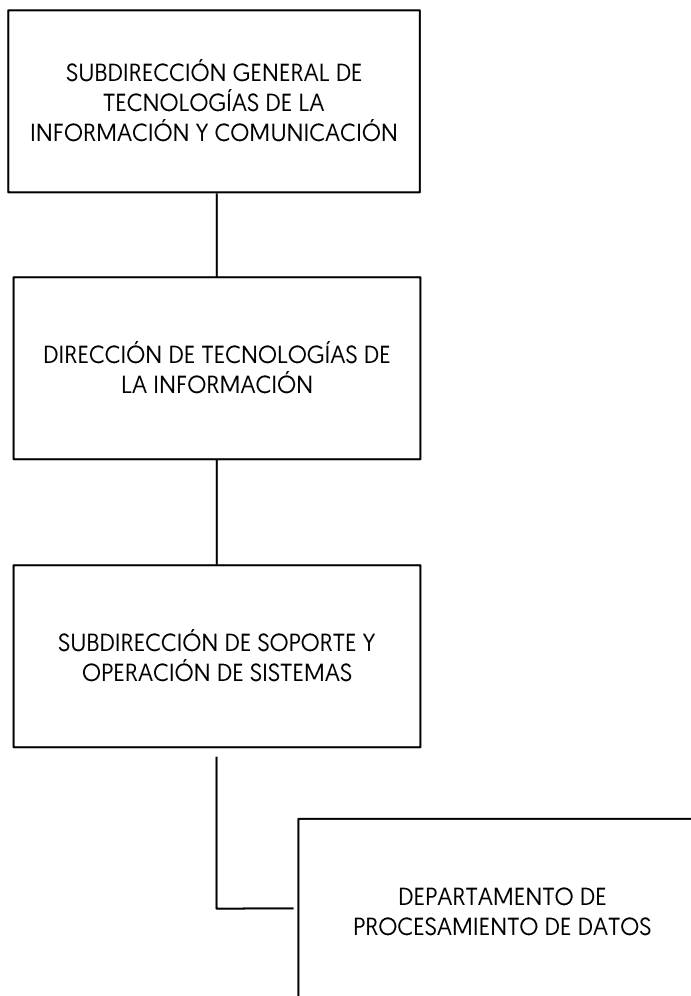 SUBDIRECCIÓN GENERAL DE
TECNOLOGÍAS DE LA
INFORMACIÓN Y COMUNICACIÓN
DIRECCIÓN DE TECNOLOGÍAS DE
LA INFORMACIÓN
SUBDIRECCIÓN DE SOPORTE Y
OPERACIÓN DE SISTEMAS
DEPARTAMENTO DE
PROCESAMIENTO DE DATOS